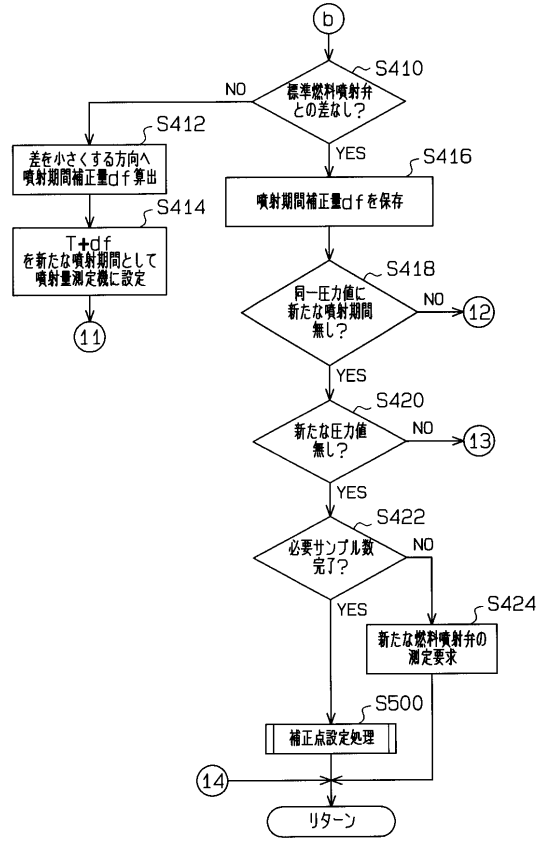 b
S410
標準燃料噴射弁
との差なし?
NO
YES
S412
差を小さくする方向へ
噴射期間補正量df算出
S414
T+df
を新たな噴射期間として
噴射量測定機に設定
11
S416
噴射期間補正量dfを保存
S418
同一圧力値に
新たな噴射期間
無し?
NO
12
YES
S420
新たな圧力値
無し?
NO
13
YES
S422
必要サンプル数
完了?
NO
YES
S424
新たな燃料噴射弁の
測定要求
S500
補正点設定処理
14
リターン